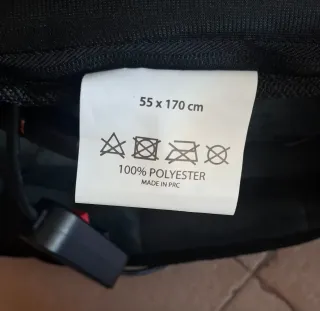 55 x 170 cm
100% POLYESTER
MADE IN PRC